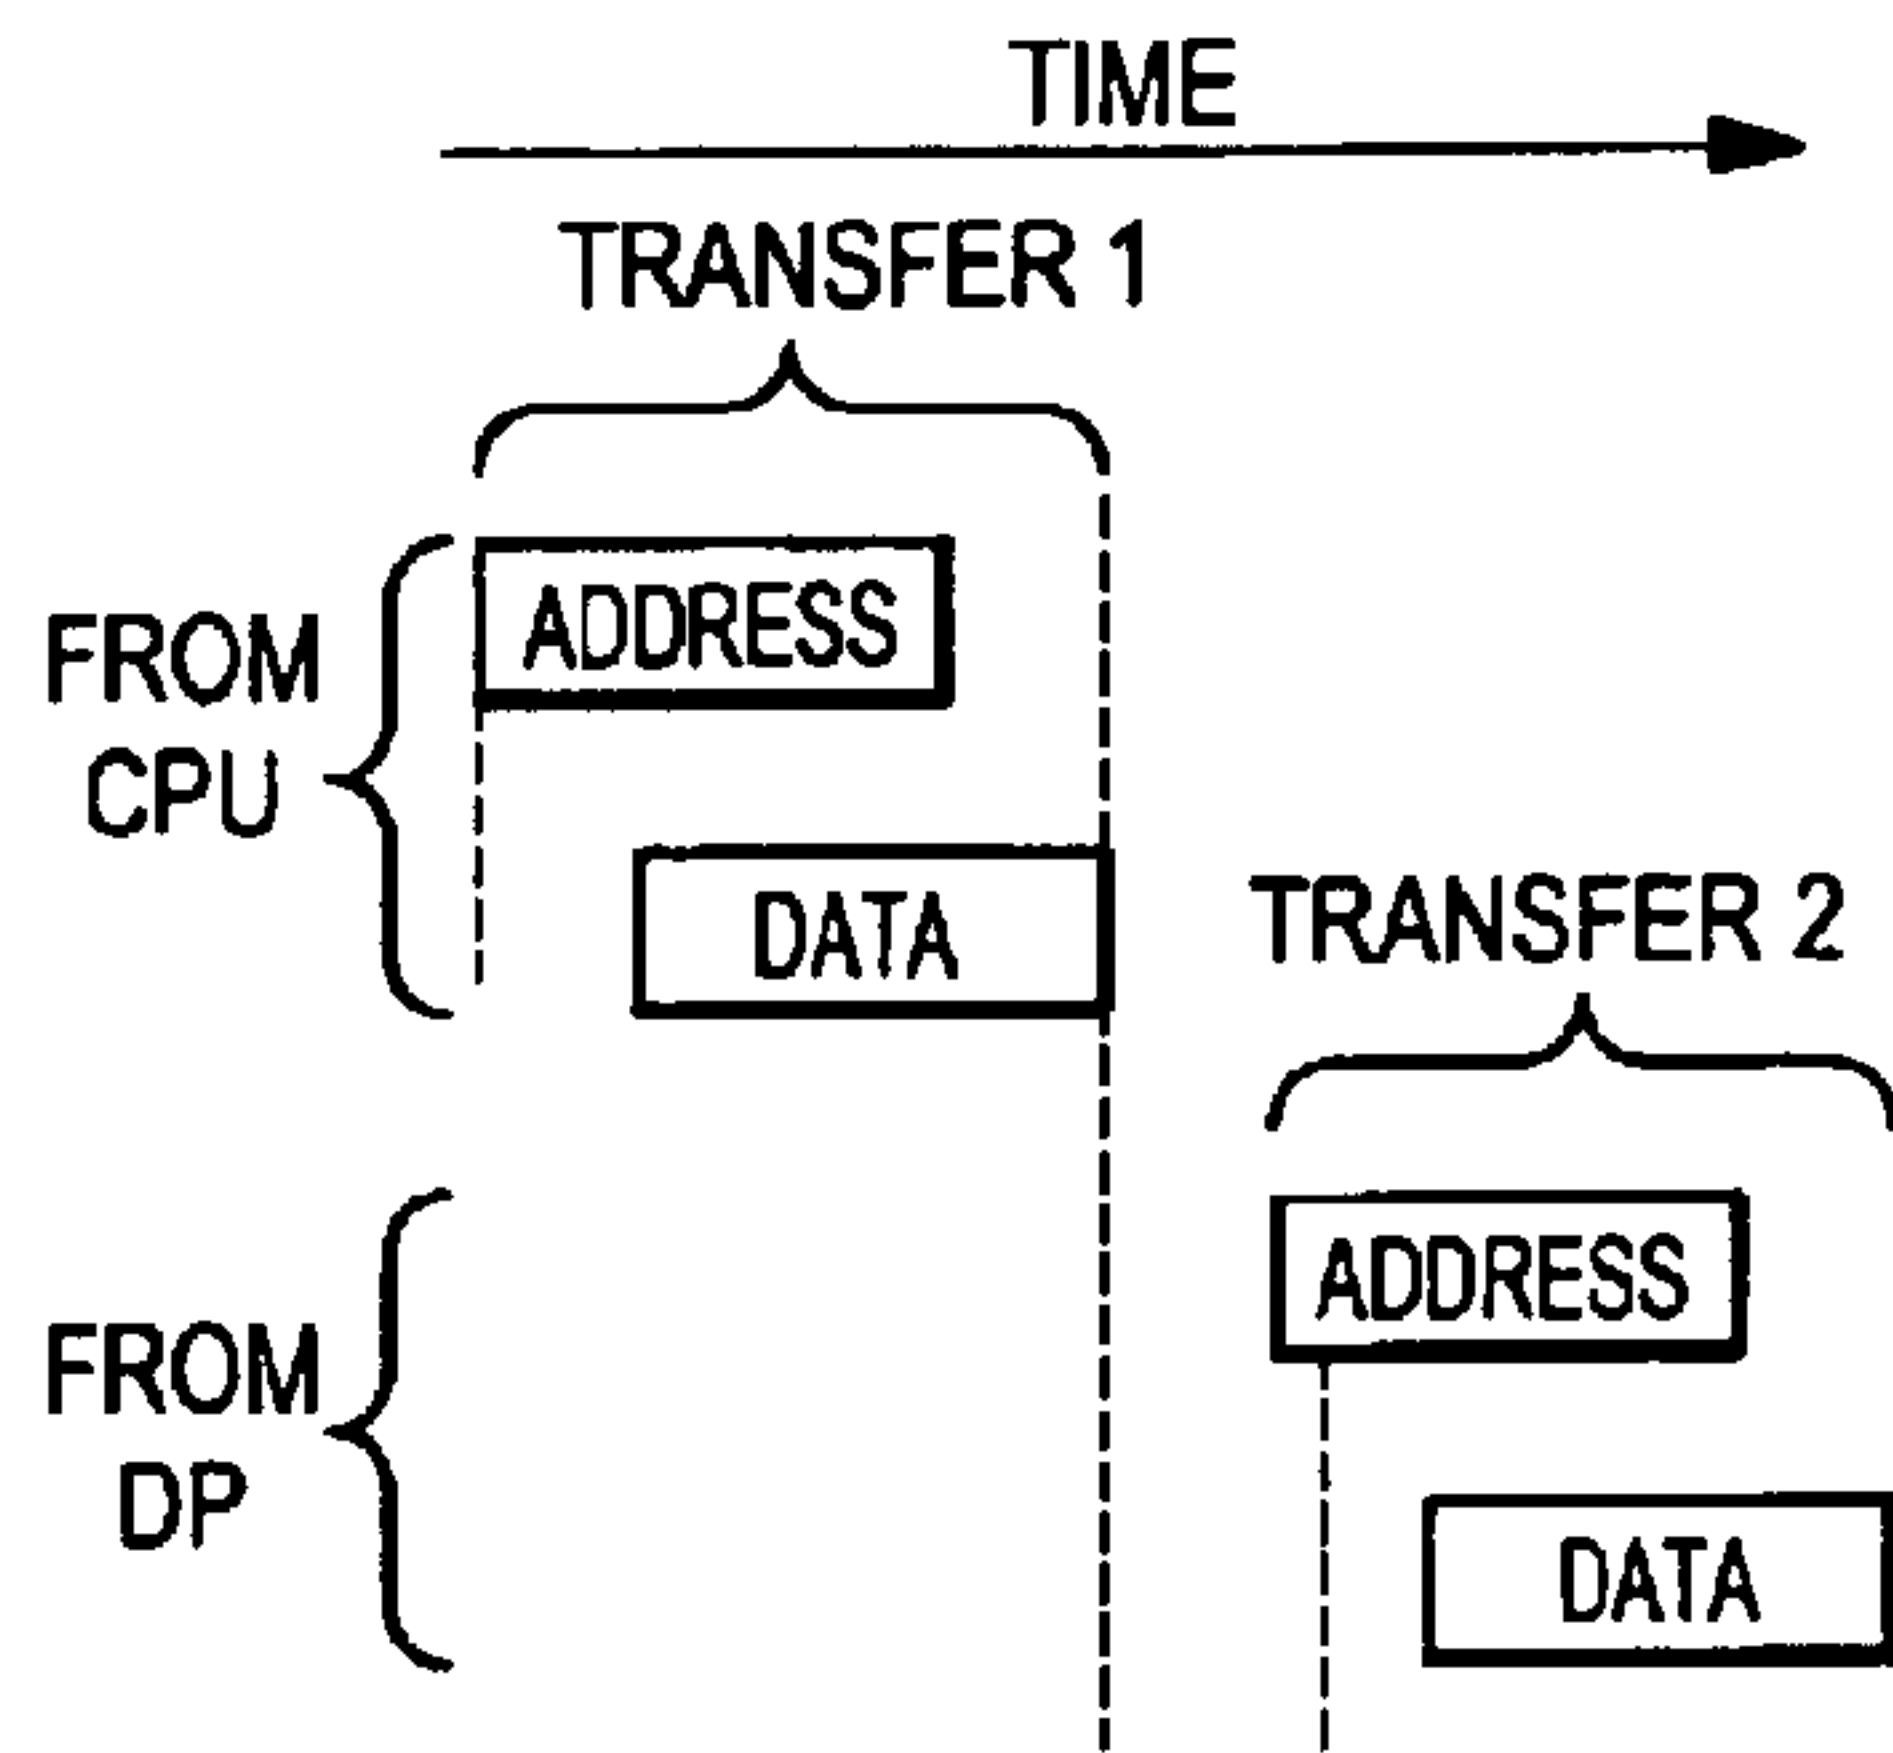 TIME
TRANSFER 1
ADDRESS
FROM
CPU
DATA
TRANSFER 2
ADDRESS
FROM
DP
DATA